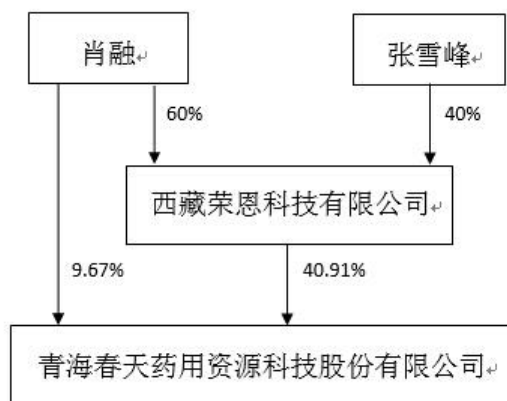 肖融
张雪峰
60%
40%
西藏荣恩科技有限公司
9.67%
40.91%
青海春天药用资源科技股份有限公司